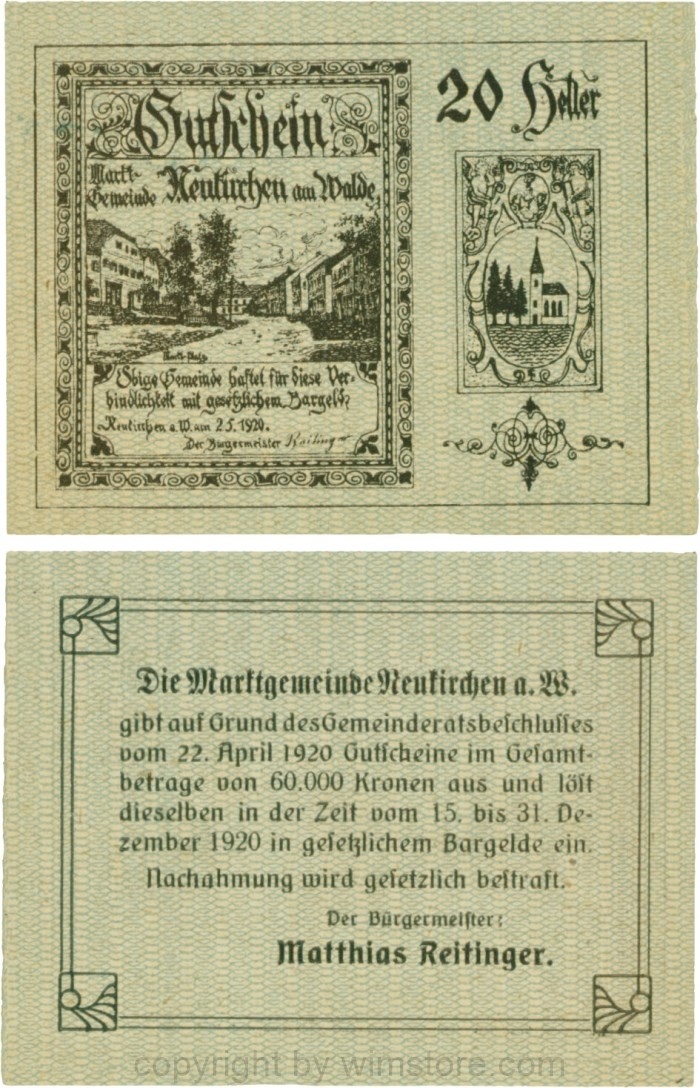 Gutschein
20 Heller
Markt-
Gemeinde Neukirchen am Walde
Obige Gemeinde haftet für diese Ver-
bindlichkeit mit gesetzlichem Bargeld.
Neukirchen a. W. am 2.5.1920.
Der Bürgermeister Reitinger
Die Marktgemeinde Neukirchen a. W.
gibt auf Grund des Gemeinderatsbeschlusses
vom 22. April 1920 Gutscheine im Gesamt-
betrage von 60.000 Kronen aus und löst
dieselben in der Zeit vom 15. bis 31. De-
zember 1920 in gesetzlichem Bargelde ein.
Nachahmung wird gesetzlich bestraft.
Der Bürgermeister:
Matthias Reitinger.
copyright by wimstore.com